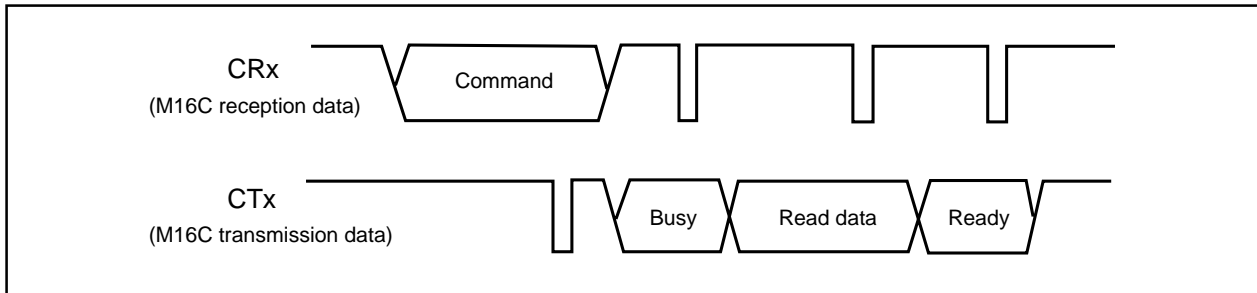 CRx
(M16C reception data)
Command
CTx
(M16C transmission data)
Busy
Read data
Ready